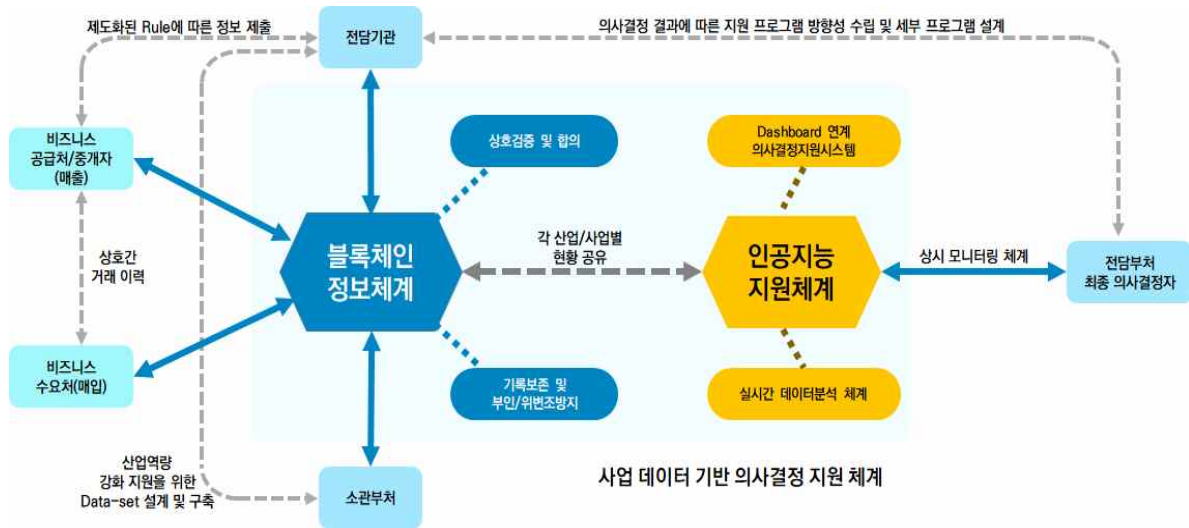 제도화된 Rule에 따른 정보 제출
전담기관
의사결정 결과에 따른 지원 프로그램 방향성 수립 및 세부 프로그램 설계
비즈니스
공급처/중개자
(매출)
상호검증 및 합의
Dashboard 연계
의사결정지원시스템
상호간
거래 이력
블록체인
정보체계
각 산업/사업별
현황 공유
인공지능
지원체계
상시 모니터링 체계
전담부처
최종 의사결정자
비즈니스
수요처(매입)
기록보존 및
부인/위변조방지
실시간 데이터분석 체계
산업역량
강화 지원을 위한
Data-set 설계 및 구축
소관부처
사업 데이터 기반 의사결정 지원 체계